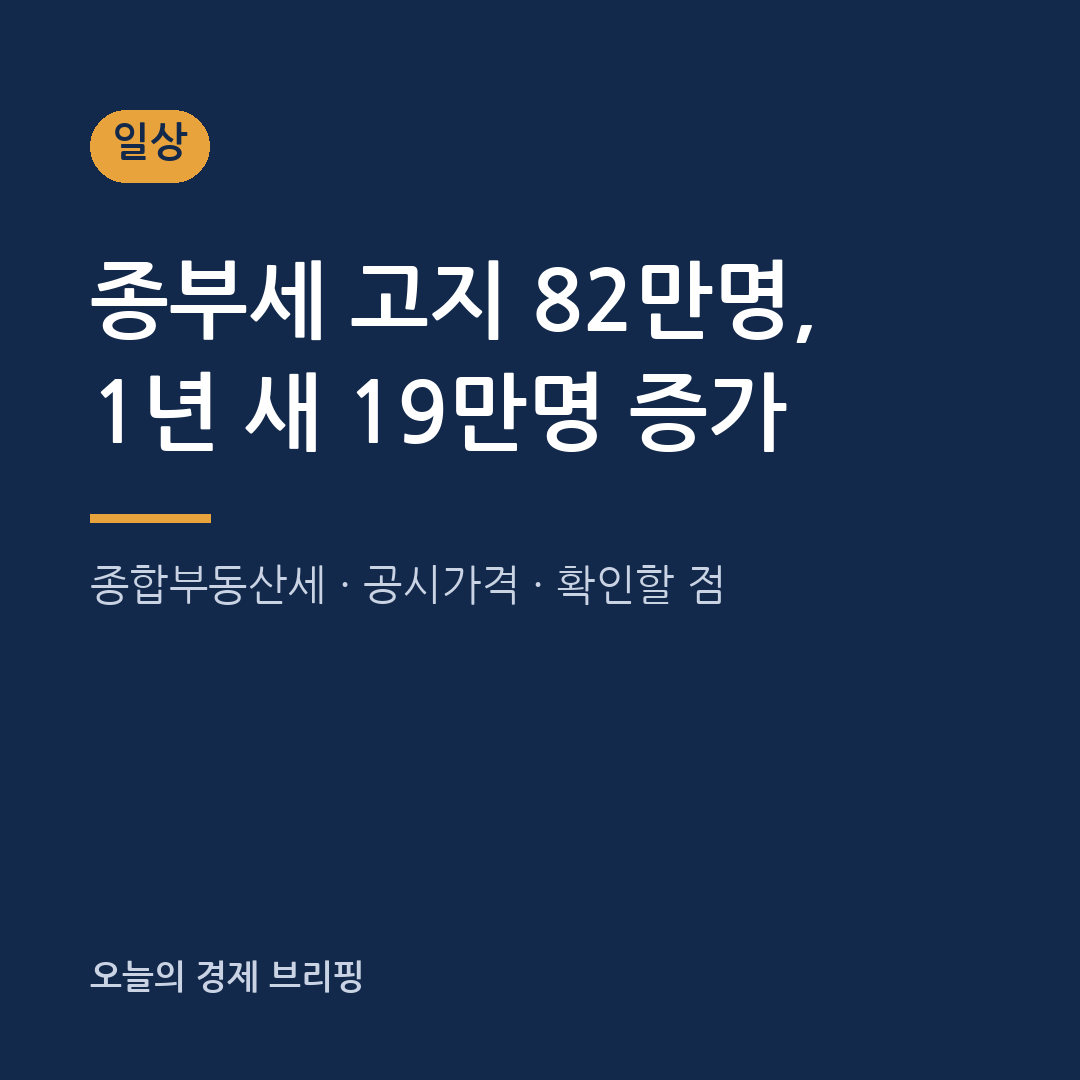 일상
종부세 고지 82만명,
1년 새 19만명 증가
종합부동산세 · 공시가격 · 확인할 점
오늘의 경제 브리핑